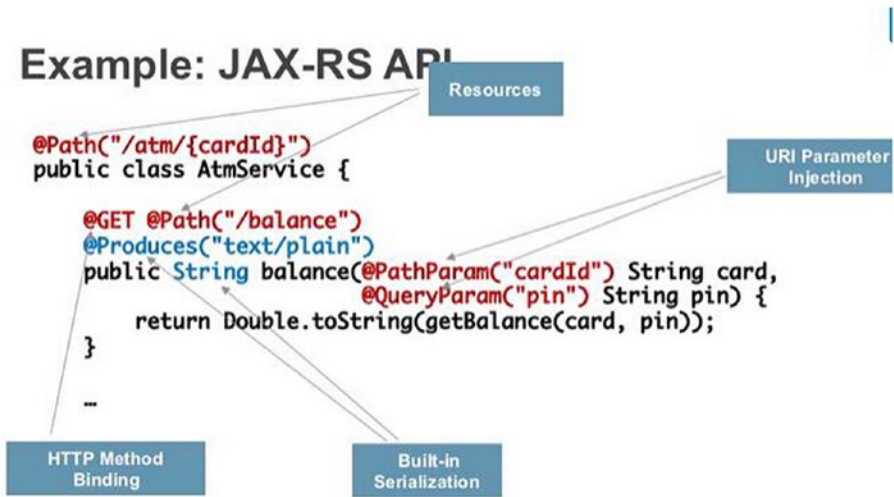 Example: JAX-RS API
Resources
@Path("/atm/{cardId}")
public class AtmService {
URI Parameter
Injection
@GET @Path("/balance")
@Produces("text/plain")
public String balance(@PathParam("cardId") String card,
@QueryParam("pin") String pin) {
return Double.toString(getBalance(card, pin));
}
…
HTTP Method
Binding
Built-in
Serialization